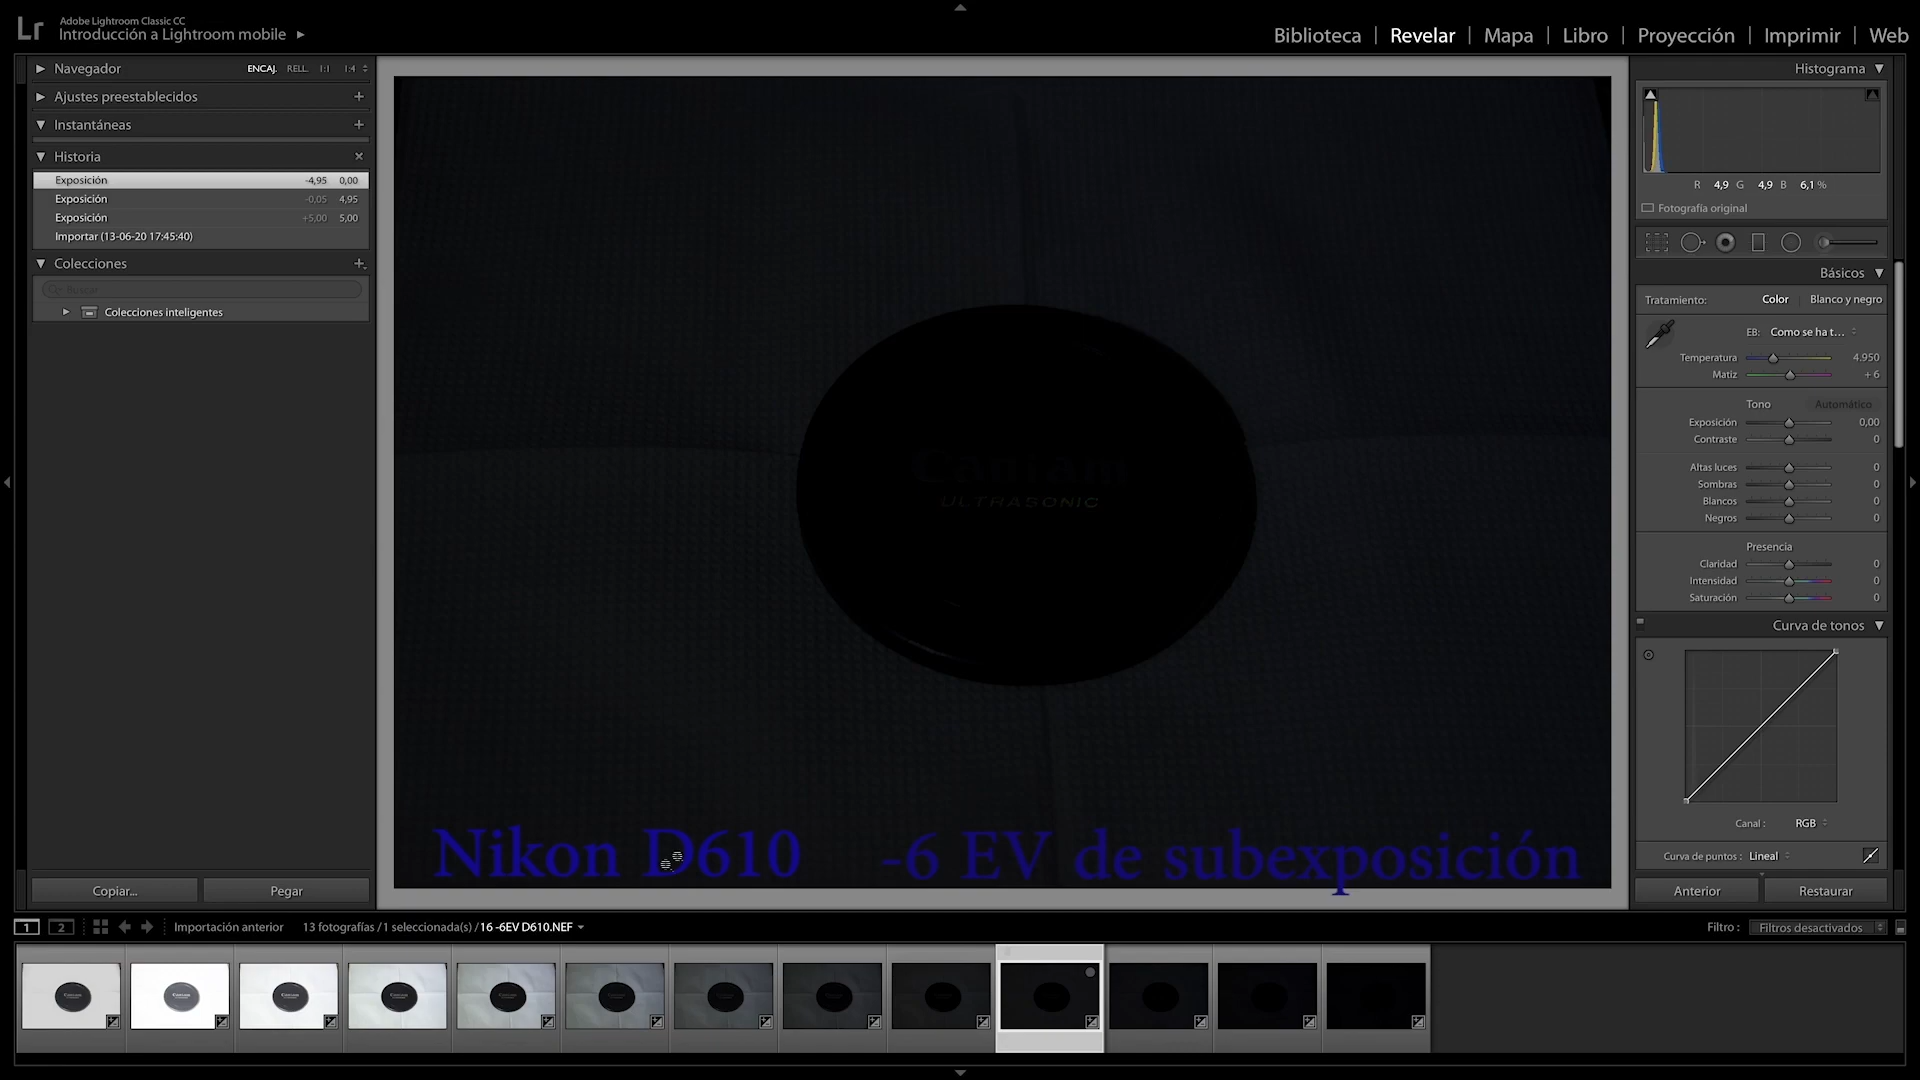 Lr
Adobe Lightroom Classic CC
Introducción a Lightroom mobile
Biblioteca | Revelar | Mapa | Libro | Proyección | Imprimir | Web
Navegador ENCAJ. RELL. 1:1 1:4
Ajustes preestablecidos
Instantáneas
Historia
Exposición -4,95 0,00
Exposición -0,05 4,95
Exposición +5,00 5,00
Importar (13-06-20 17:45:40)
Colecciones
Buscar
Colecciones inteligentes
Copiar... Pegar
ULTRASONIC
Nikon D610 -6 EV de subexposición
Histograma
R 4,9 G 4,9 B 6,1 %
Fotografía original
Básicos
Tratamiento: Color | Blanco y negro
EB: Como se ha t...
Temperatura 4.950
Matiz + 6
Tono Automático
Exposición 0,00
Contraste 0
Altas luces 0
Sombras 0
Blancos 0
Negros 0
Presencia
Claridad 0
Intensidad 0
Saturación 0
Curva de tonos
Canal : RGB
Curva de puntos : Lineal
Anterior Restaurar
1 2 Importación anterior 13 fotografías /1 seleccionada(s) /16 -6EV D610.NEF
Filtro : Filtros desactivados